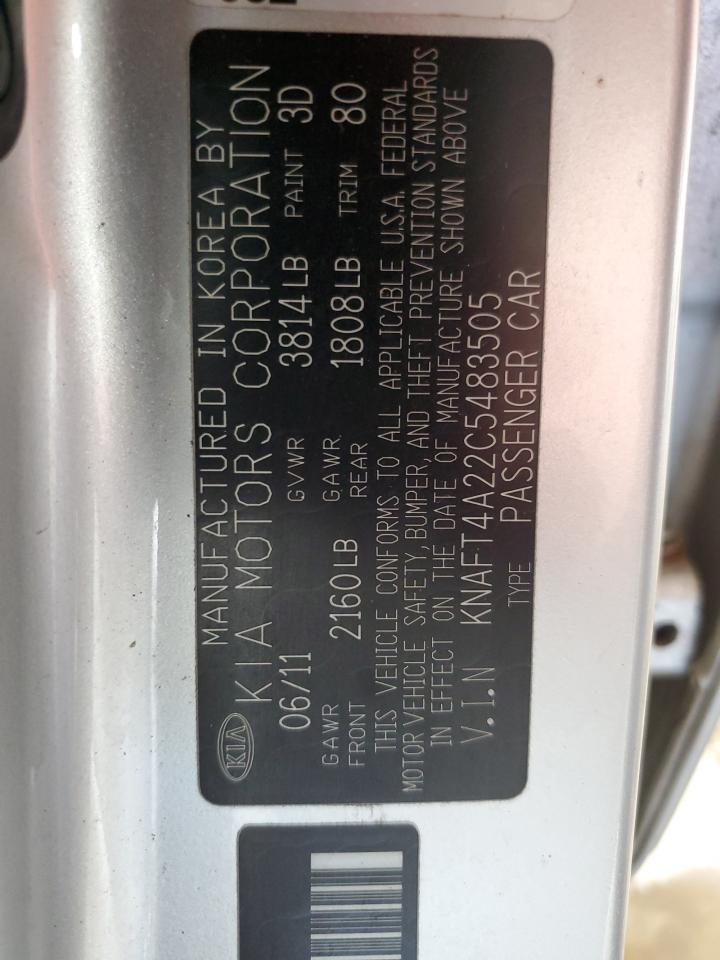 MANUFACTURED IN KOREA BY
KIA KIA MOTORS CORPORATION
06/11 GVWR 3814LB PAINT 3D
GAWR FRONT 2160LB GAWR REAR 1808LB TRIM 80
THIS VEHICLE CONFORMS TO ALL APPLICABLE U.S.A. FEDERAL
MOTOR VEHICLE SAFETY, BUMPER, AND THEFT PREVENTION STANDARDS
IN EFFECT ON THE DATE OF MANUFACTURE SHOWN ABOVE
V.I.N KNAFT4A22C5483505
TYPE PASSENGER CAR